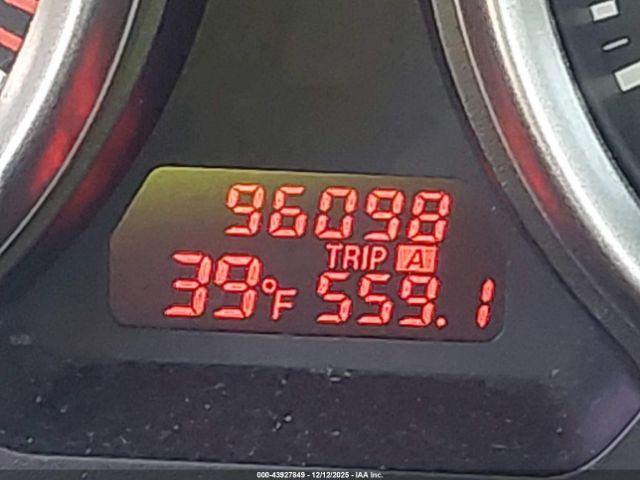 96098
TRIP A
39°F 559.1
000-43927849 | 12/12/2025 - IAA Inc.